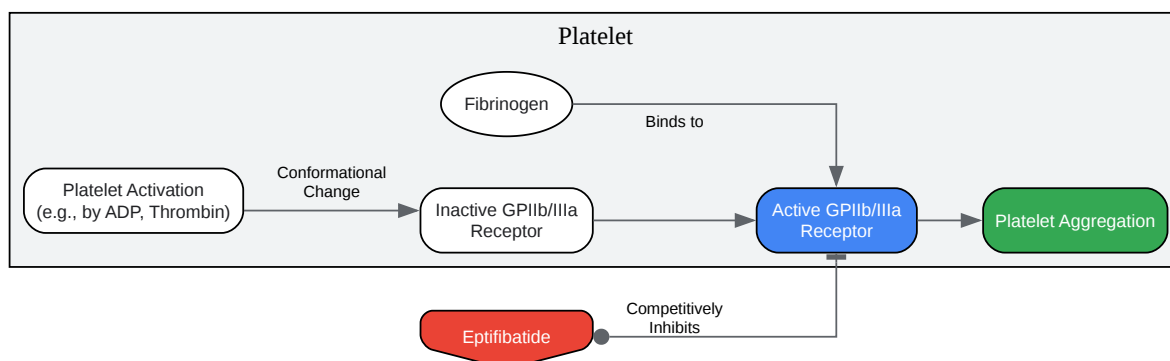 Platelet
Fibrinogen
Binds to
Platelet Activation
(e.g., by ADP, Thrombin)
Conformational
Change
Inactive GPIIb/IIIa
Receptor
Active GPIIb/IIIa
Receptor
Platelet Aggregation
Eptifibatide
Competitively
Inhibits